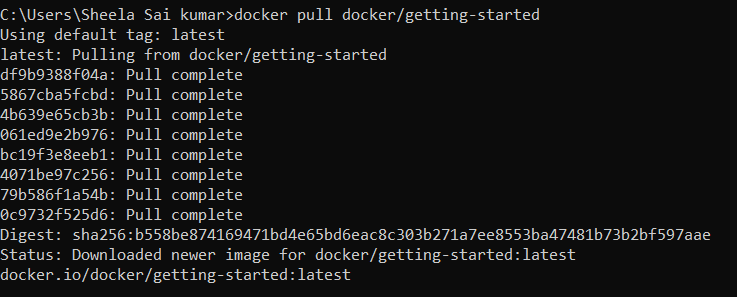 C:\Users\Sheela Sai kumar>docker pull docker/getting-started
Using default tag: latest
latest: Pulling from docker/getting-started
df9b9388f04a: Pull complete
5867cba5fcbd: Pull complete
4b639e65cb3b: Pull complete
061ed9e2b976: Pull complete
bc19f3e8eeb1: Pull complete
4071be97c256: Pull complete
79b586f1a54b: Pull complete
0c9732f525d6: Pull complete
Digest: sha256:b558be874169471bd4e65bd6eac8c303b271a7ee8553ba47481b73b2bf597aae
Status: Downloaded newer image for docker/getting-started:latest
docker.io/docker/getting-started:latest